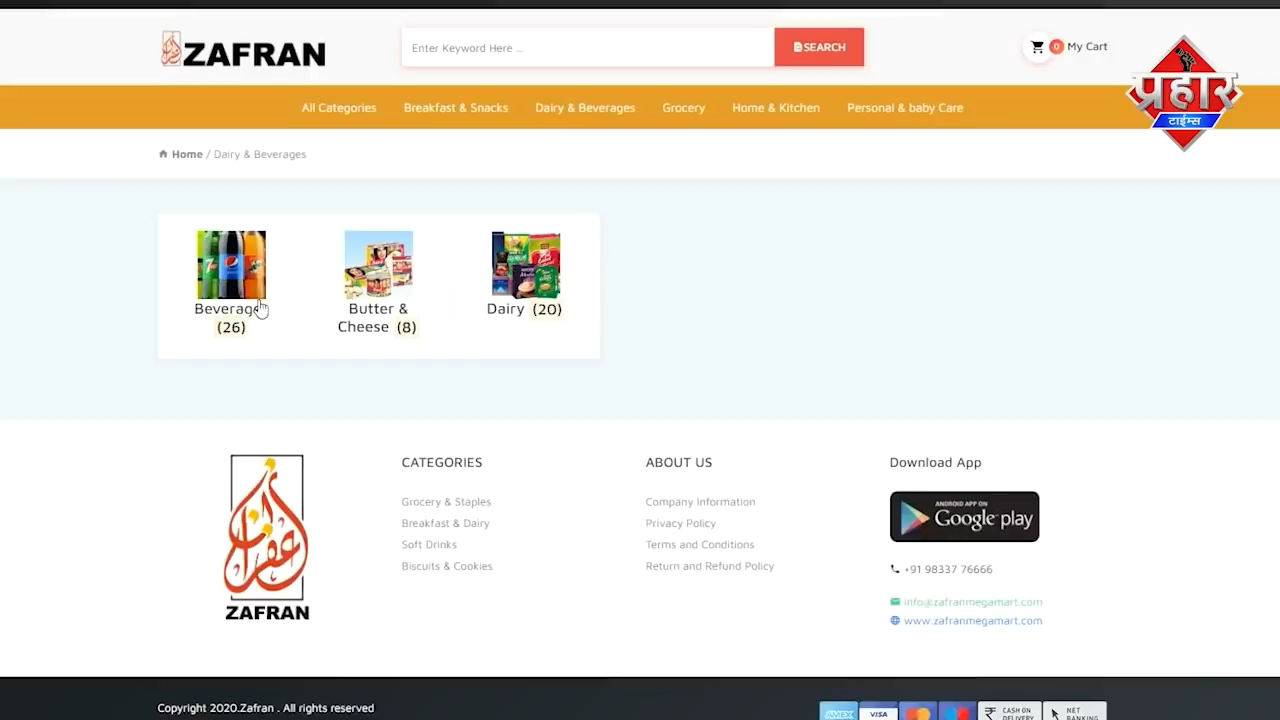 ZAFRAN
Enter Keyword Here ...
SEARCH
0 My Cart
प्रहार
टाईम्स
All Categories
Breakfast & Snacks
Dairy & Beverages
Grocery
Home & Kitchen
Personal & baby Care
Home / Dairy & Beverages
Beverage
(26)
Butter &
Cheese (8)
Dairy (20)
ZAFRAN
CATEGORIES
Grocery & Staples
Breakfast & Dairy
Soft Drinks
Biscuits & Cookies
ABOUT US
Company Information
Privacy Policy
Terms and Conditions
Return and Refund Policy
Download App
ANDROID APP ON
Google play
+91 98337 76666
info@zafranmegamart.com
www.zafranmegamart.com
Copyright 2020.Zafran . All rights reserved
AMEX
VISA
CASH ON
DELIVERY
NET
BANKING